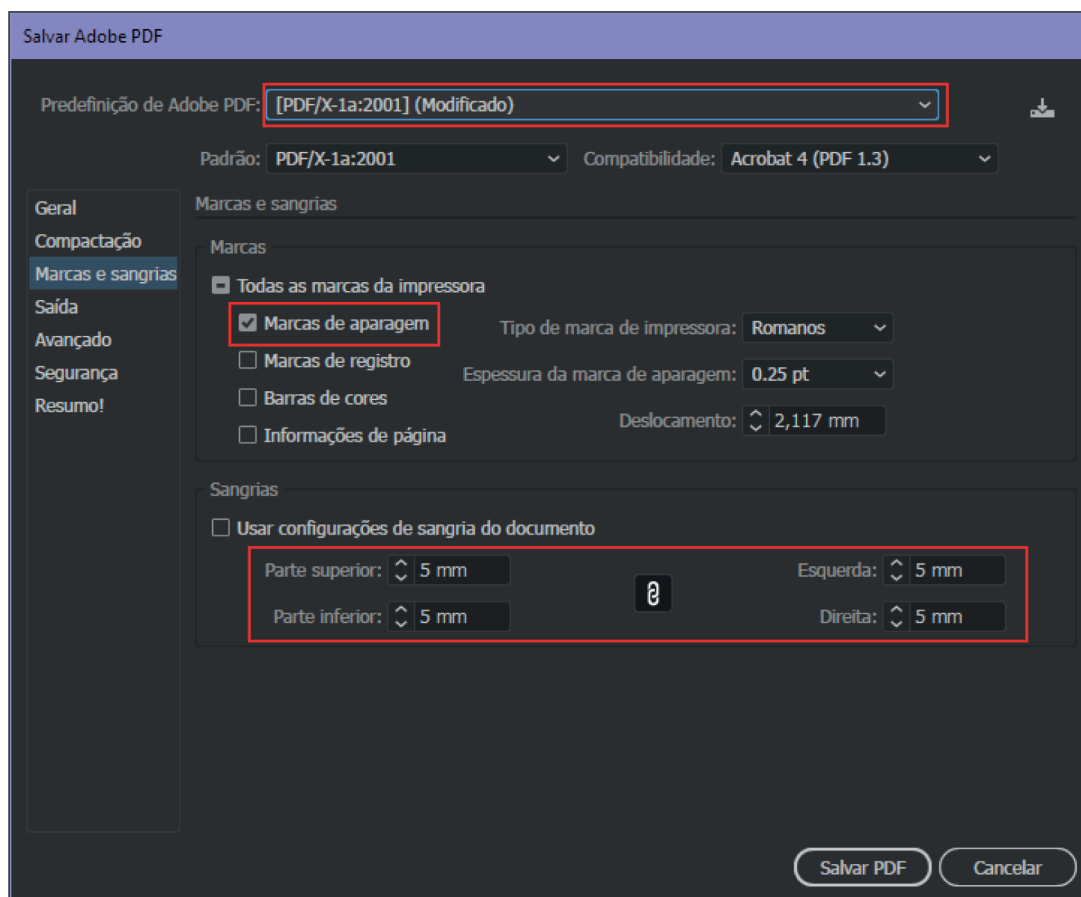 Salvar Adobe PDF
Predefinição de Adobe PDF: [PDF/X-1a:2001] (Modificado)
Padrão: PDF/X-1a:2001 Compatibilidade: Acrobat 4 (PDF 1.3)
Geral
Compactação
Marcas e sangrias
Saída
Avançado
Segurança
Resumo!
Marcas e sangrias
Marcas
Todas as marcas da impressora
Marcas de aparagem
Marcas de registro
Barras de cores
Informações de página
Tipo de marca de impressora: Romanos
Espessura da marca de aparagem: 0.25 pt
Deslocamento: 2,117 mm
Sangrias
Usar configurações de sangria do documento
Parte superior: 5 mm Esquerda: 5 mm
Parte inferior: 5 mm Direita: 5 mm
Salvar PDF Cancelar